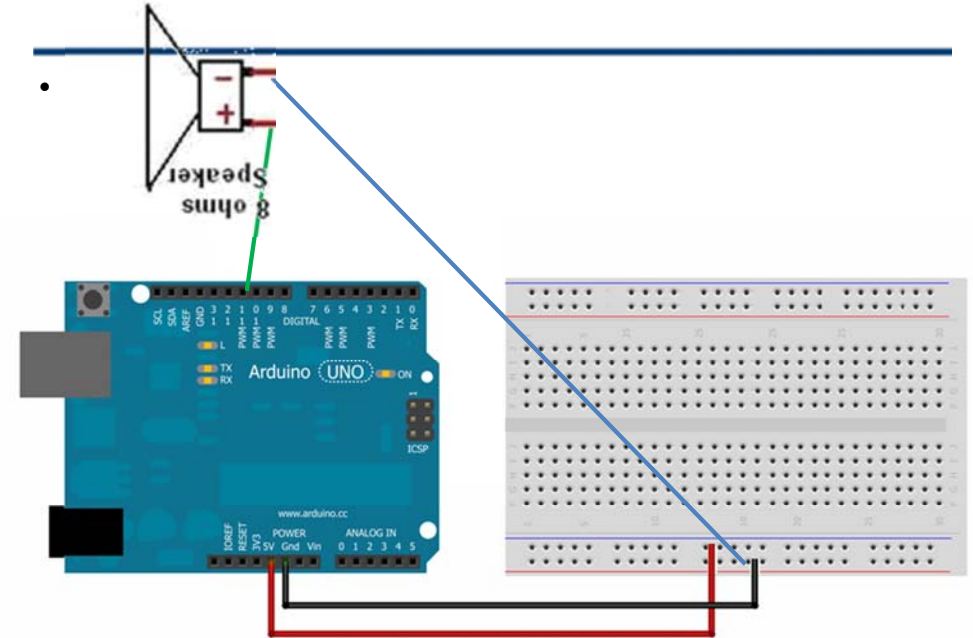 •
−
+
8 ohms
Speaker
SCL
SDA
AREF
GND
13
12
PWM 11
PWM 10
PWM 9
8
DIGITAL
7
PWM 6
PWM 5
4
PWM 3
2
TX 1
RX 0
L
TX
RX
Arduino UNO
ON
1
ICSP
www.arduino.cc
POWER
ANALOG IN
IOREF
RESET
3V3
5V
Gnd
Vin
0 1 2 3 4 5